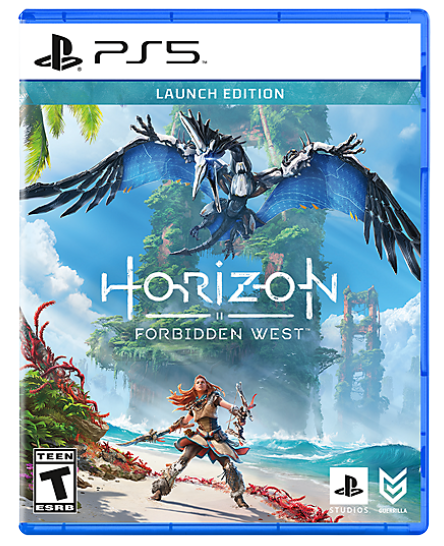 PS5
LAUNCH EDITION
HORIZON
II
FORBIDDEN WEST
TEEN
T
ESRB
STUDIOS
GUERRILLA